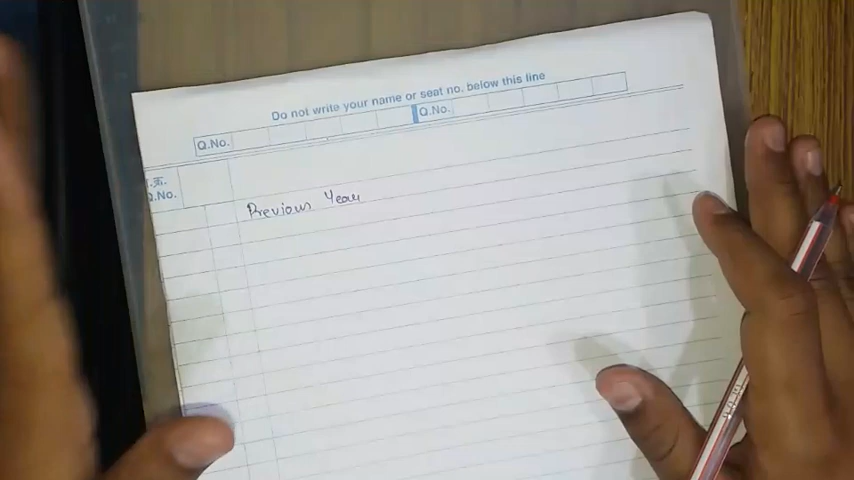 Do not write your name or seat no. below this line
Q.No. Q.No.
प्र.क्र.
Q.No.
Previous Year